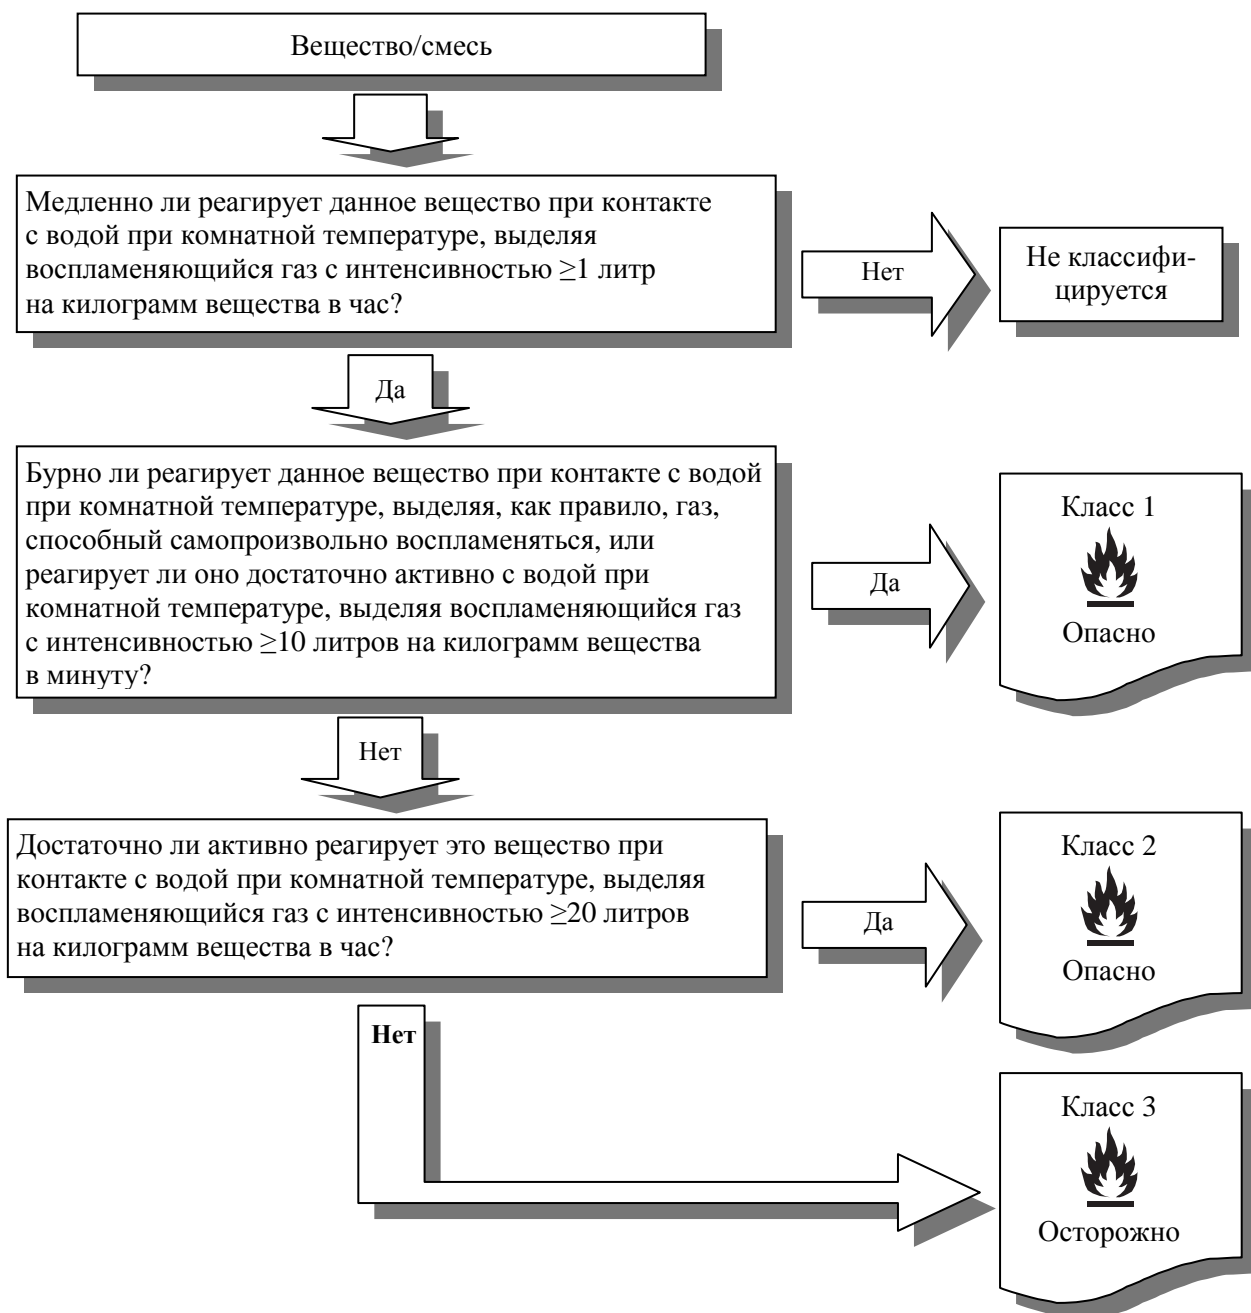 Вещество/смесь
Медленно ли реагирует данное вещество при контакте
с водой при комнатной температуре, выделяя
воспламеняющийся газ с интенсивностью ≥1 литр
на килограмм вещества в час?
Нет
Не классифи-
цируется
Да
Бурно ли реагирует данное вещество при контакте с водой
при комнатной температуре, выделяя, как правило, газ,
способный самопроизвольно воспламеняться, или
реагирует ли оно достаточно активно с водой при
комнатной температуре, выделяя воспламеняющийся газ
с интенсивностью ≥10 литров на килограмм вещества
в минуту?
Да
Класс 1
Опасно
Нет
Достаточно ли активно реагирует это вещество при
контакте с водой при комнатной температуре, выделяя
воспламеняющийся газ с интенсивностью ≥20 литров
на килограмм вещества в час?
Да
Класс 2
Опасно
Нет
Класс 3
Осторожно